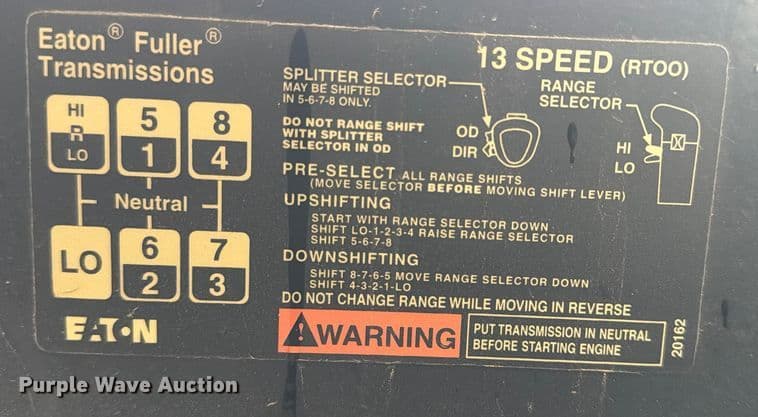 Eaton® Fuller®
Transmissions
HI
R
LO
5
1
8
4
Neutral
LO
6
2
7
3
EATON
13 SPEED (RTOO)
SPLITTER SELECTOR
MAY BE SHIFTED
IN 5-6-7-8 ONLY.
DO NOT RANGE SHIFT
WITH SPLITTER
SELECTOR IN OD
OD
DIR
RANGE
SELECTOR
HI
LO
PRE-SELECT ALL RANGE SHIFTS
(MOVE SELECTOR BEFORE MOVING SHIFT LEVER)
UPSHIFTING
START WITH RANGE SELECTOR DOWN
SHIFT LO-1-2-3-4 RAISE RANGE SELECTOR
SHIFT 5-6-7-8
DOWNSHIFTING
SHIFT 8-7-6-5 MOVE RANGE SELECTOR DOWN
SHIFT 4-3-2-1-LO
DO NOT CHANGE RANGE WHILE MOVING IN REVERSE
WARNING
PUT TRANSMISSION IN NEUTRAL
BEFORE STARTING ENGINE
20162
Purple Wave Auction